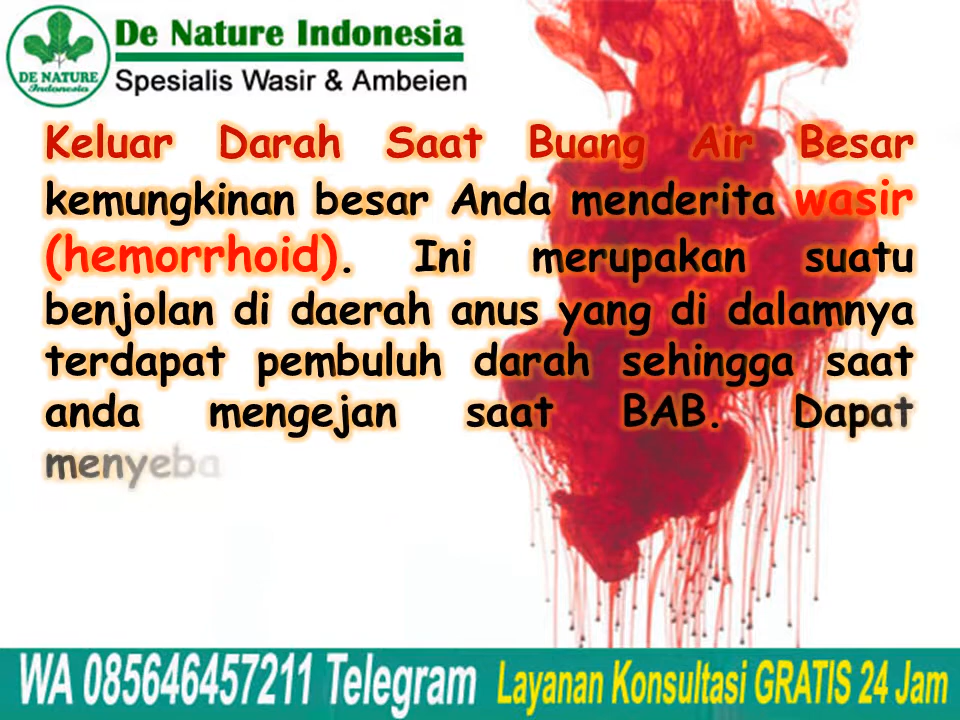 De Nature Indonesia
DE NATURE
Indonesia
Spesialis Wasir & Ambeien
Keluar Darah Saat Buang Air Besar
kemungkinan besar Anda menderita wasir
(hemorrhoid). Ini merupakan suatu
benjolan di daerah anus yang di dalamnya
terdapat pembuluh darah sehingga saat
anda mengejan saat BAB. Dapat
menyeba
WA 085646457211 Telegram Layanan Konsultasi GRATIS 24 Jam